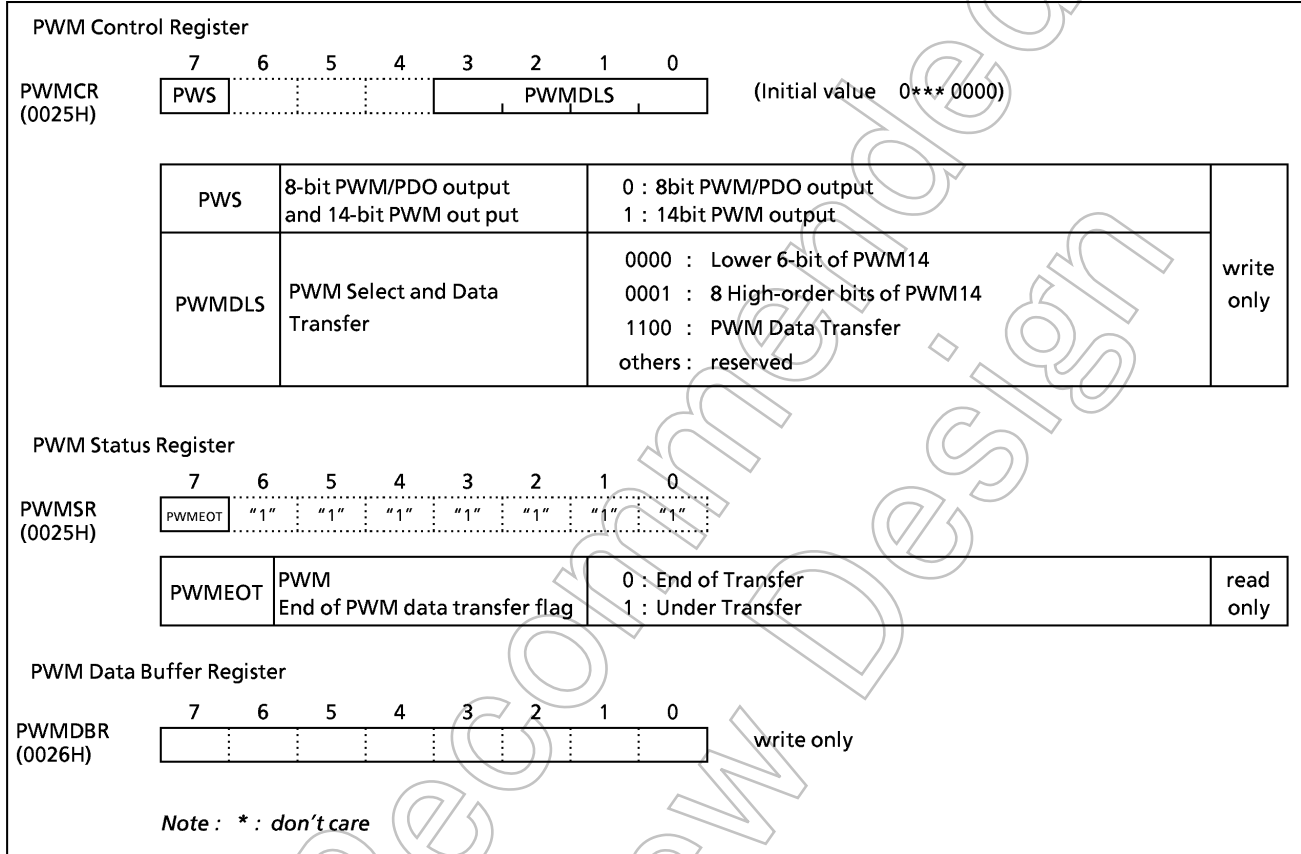 PWM Control Register
7 6 5 4 3 2 1 0
PWMCR PWS PWMDLS (Initial value 0*** 0000)
(0025H)
PWS 8-bit PWM/PDO output and 14-bit PWM out put 0 : 8bit PWM/PDO output
1 : 14bit PWM output
PWMDLS PWM Select and Data Transfer 0000 : Lower 6-bit of PWM14
0001 : 8 High-order bits of PWM14
1100 : PWM Data Transfer
others : reserved
write
only
PWM Status Register
7 6 5 4 3 2 1 0
PWMSR PWMEOT "1" "1" "1" "1" "1" "1" "1"
(0025H)
PWMEOT PWM 0 : End of Transfer read
End of PWM data transfer flag 1 : Under Transfer only
PWM Data Buffer Register
7 6 5 4 3 2 1 0
PWMDBR write only
(0026H)
Note : * : don't care
Recommended
New Design